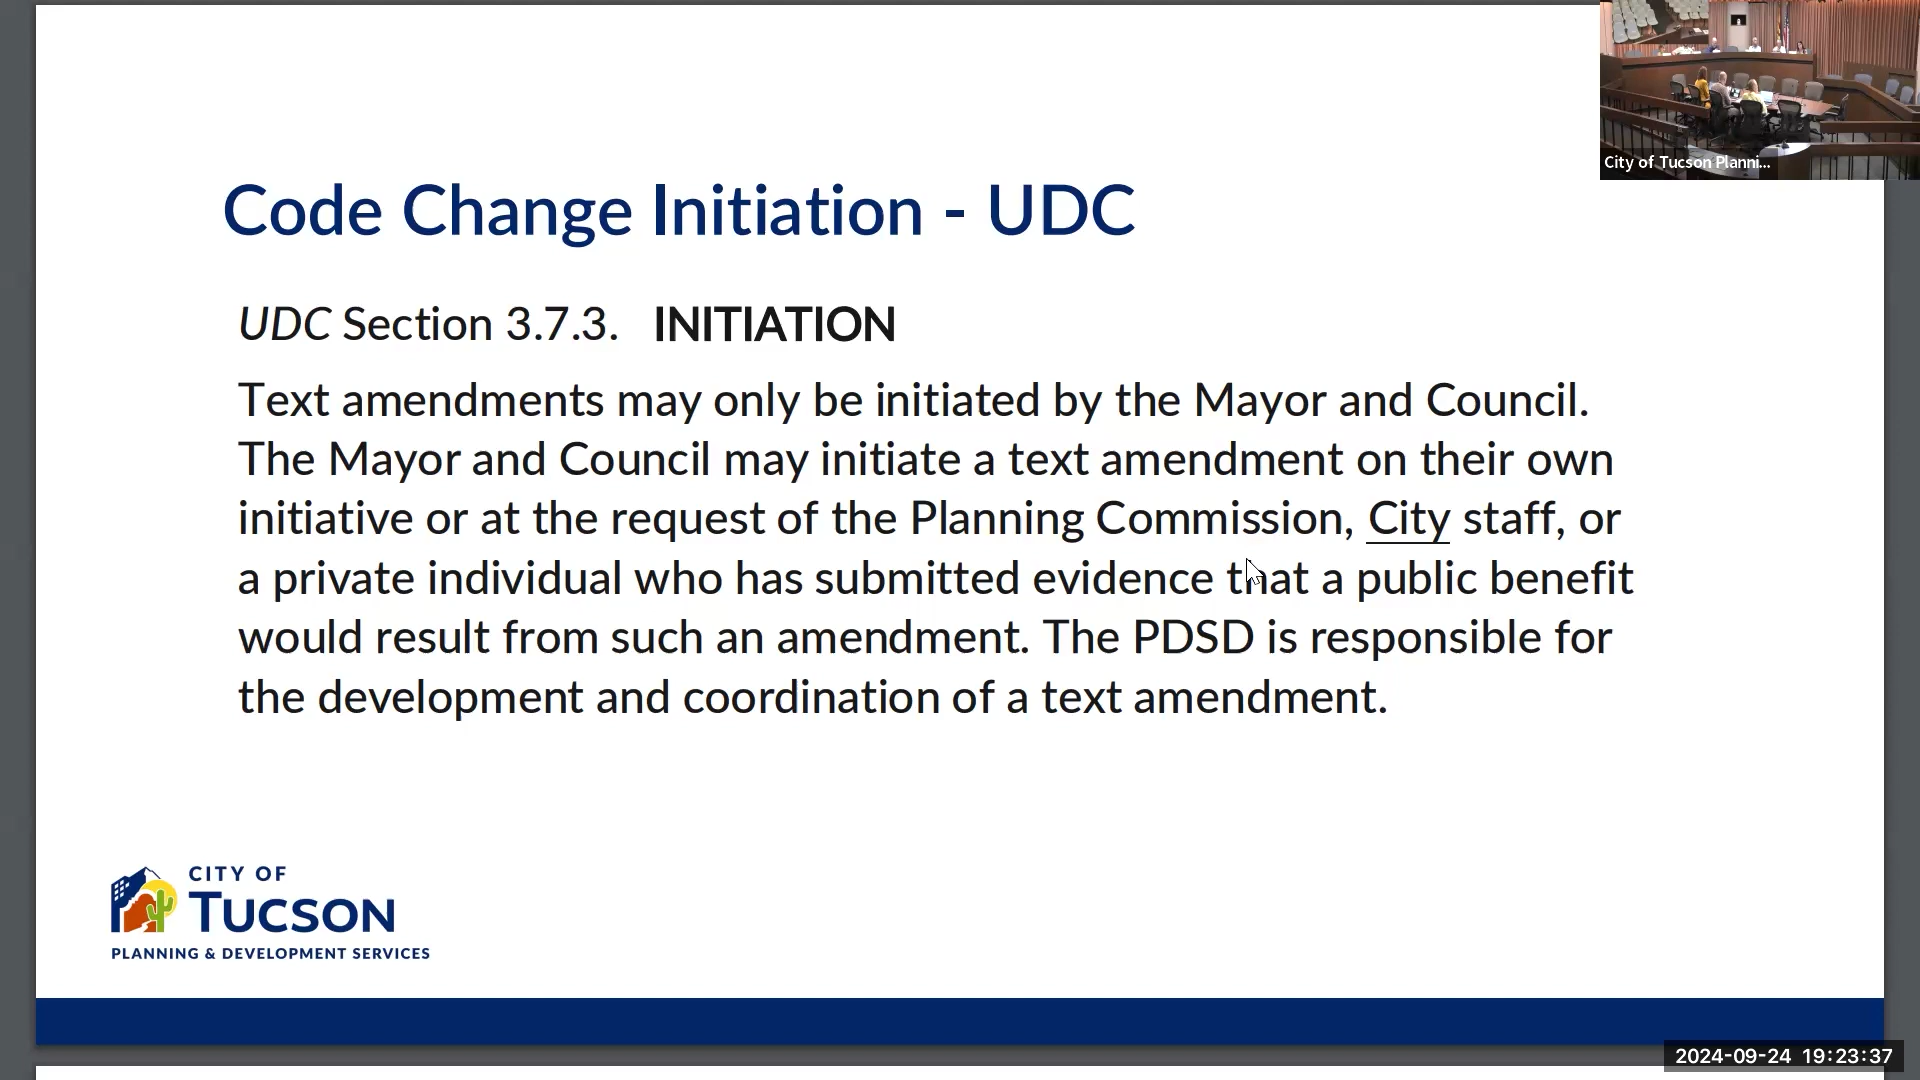 City of Tucson Planni...
Code Change Initiation - UDC
UDC Section 3.7.3. INITIATION
Text amendments may only be initiated by the Mayor and Council.
The Mayor and Council may initiate a text amendment on their own
initiative or at the request of the Planning Commission, City staff, or
a private individual who has submitted evidence that a public benefit
would result from such an amendment. The PDSD is responsible for
the development and coordination of a text amendment.
CITY OF
TUCSON
PLANNING & DEVELOPMENT SERVICES
2024-09-24 19:23:37